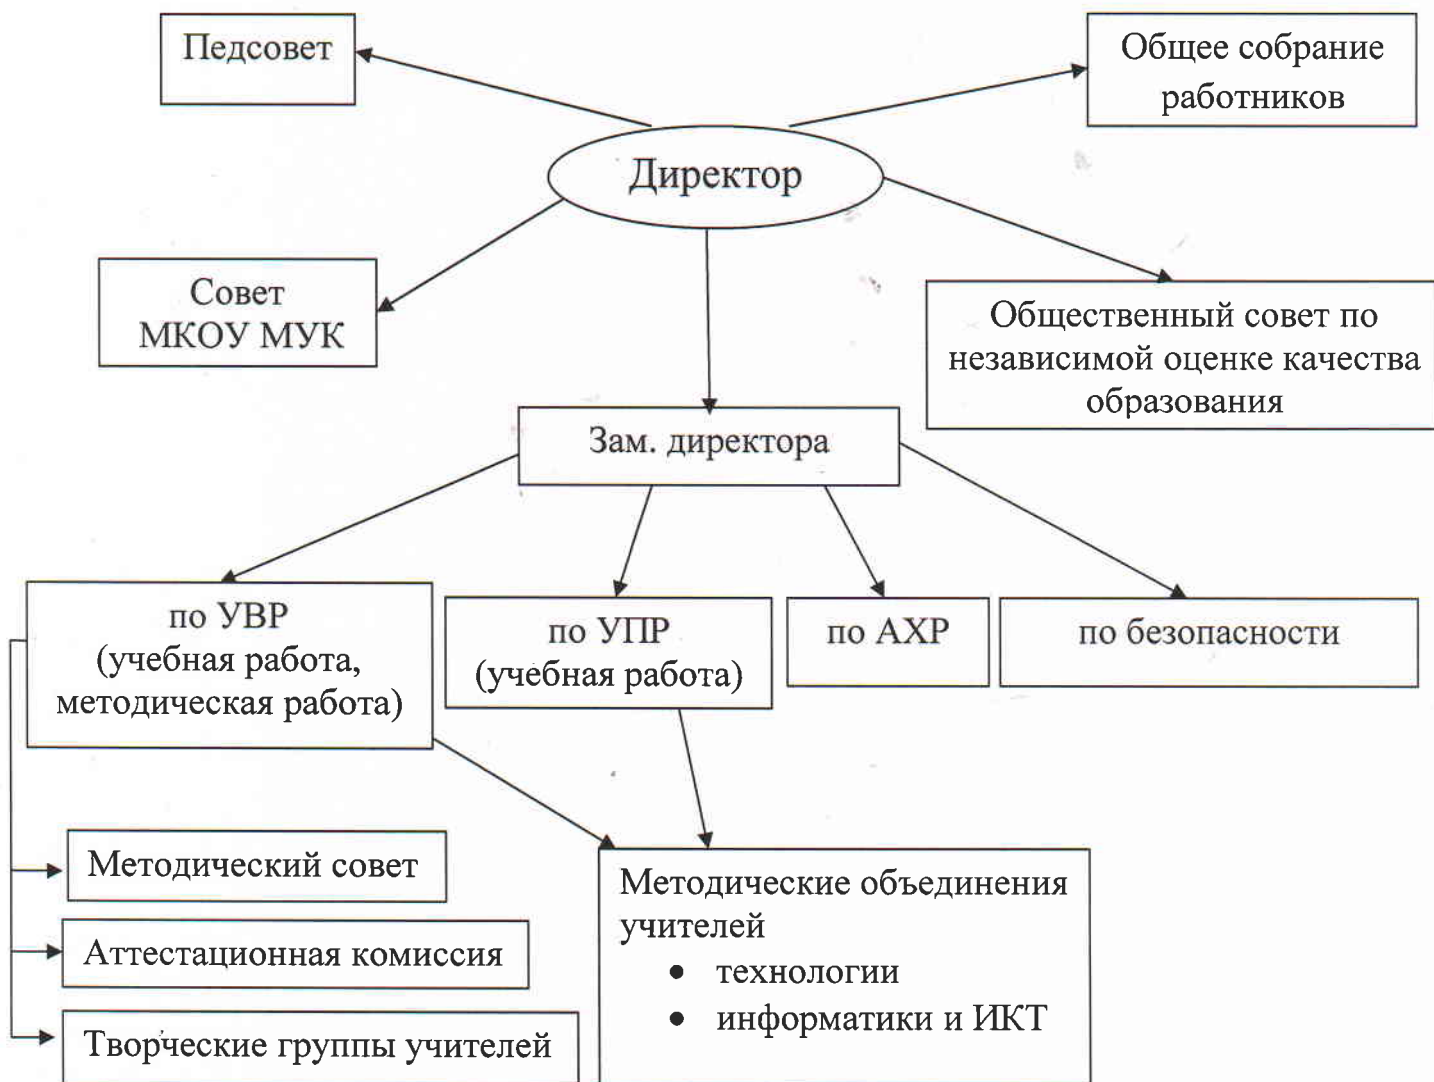 Педсовет
Общее собрание
работников
Директор
Совет
МКОУ МУК
Общественный совет по
независимой оценке качества
образования
Зам. директора
по УВР
(учебная работа,
методическая работа)
по УПР
(учебная работа)
по АХР
по безопасности
Методический совет
Аттестационная комиссия
Творческие группы учителей
Методические объединения
учителей
• технологии
• информатики и ИКТ